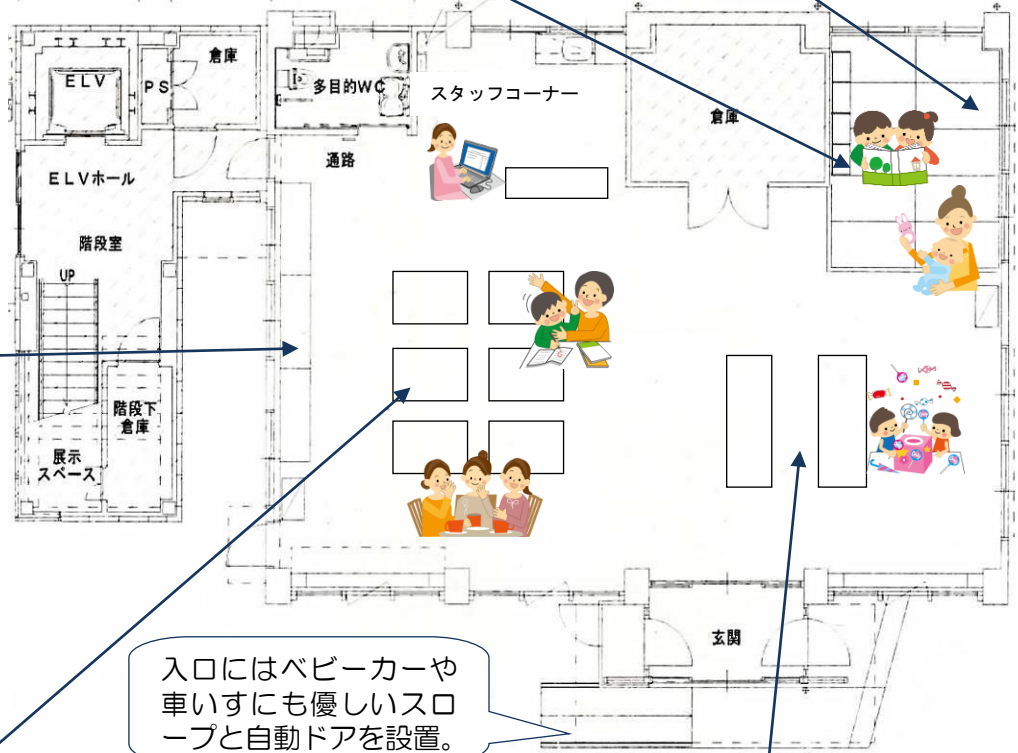 倉庫
ELV
PS
多目的WC
スタッフコーナー
倉庫
通路
ELVホール
階段室
UP
階段下
倉庫
展示
スペース
玄関
入口にはベビーカーや
車いすにも優しいスロ
ープと自動ドアを設置。